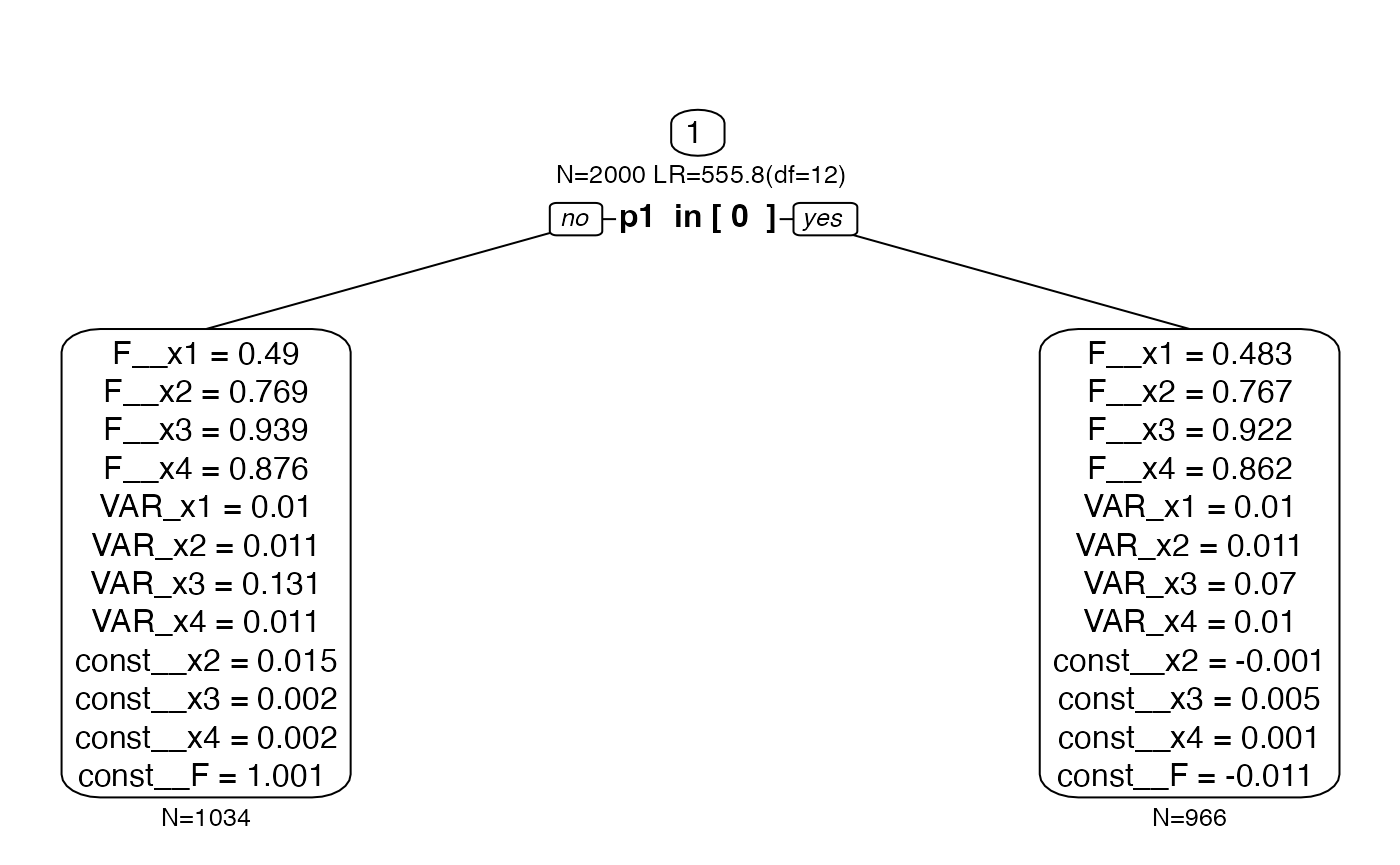 1
N=2000 LR=555.8(df=12)
no p1 in [ 0 ] yes
F__x1 = 0.49
F__x2 = 0.769
F__x3 = 0.939
F__x4 = 0.876
VAR_x1 = 0.01
VAR_x2 = 0.011
VAR_x3 = 0.131
VAR_x4 = 0.011
const__x2 = 0.015
const__x3 = 0.002
const__x4 = 0.002
const__F = 1.001
N=1034
F__x1 = 0.483
F__x2 = 0.767
F__x3 = 0.922
F__x4 = 0.862
VAR_x1 = 0.01
VAR_x2 = 0.011
VAR_x3 = 0.07
VAR_x4 = 0.01
const__x2 = -0.001
const__x3 = 0.005
const__x4 = 0.001
const__F = -0.011
N=966